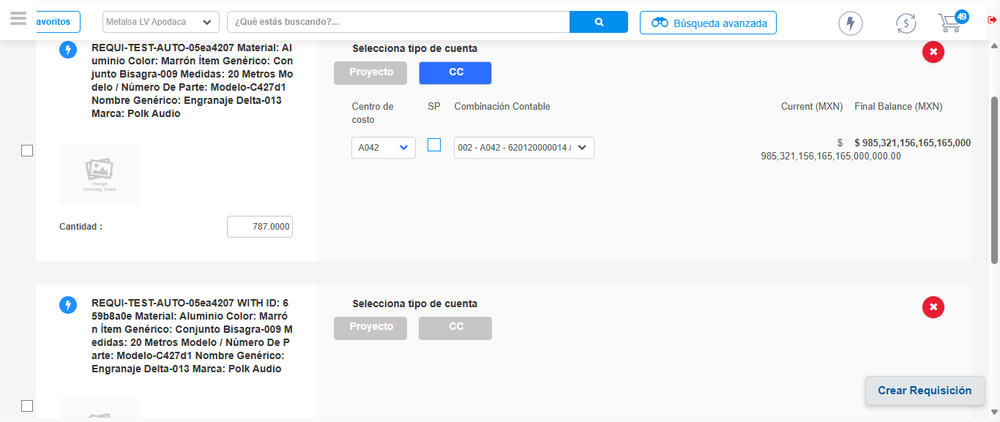 avoritos
Metalsa LV Apodaca
¿Qué estás buscando?...
Búsqueda avanzada
$
49
REQUI-TEST-AUTO-05ea4207 Material: Al
uminio Color: Marrón Ítem Genérico: Con
junto Bisagra-009 Medidas: 20 Metros Mo
delo / Número De Parte: Modelo-C427d1
Nombre Genérico: Engranaje Delta-013
Marca: Polk Audio
Image
Coming Soon
Cantidad :
787.0000
Selecciona tipo de cuenta
Proyecto
CC
Centro de
costo
SP
Combinación Contable
Current (MXN)
Final Balance (MXN)
A042
002 - A042 - 620120000014 /
$
985,321,156,165,165,000,000.00
$ 985,321,156,165,165,000
REQUI-TEST-AUTO-05ea4207 WITH ID: 6
59b8a0e Material: Aluminio Color: Marró
n Ítem Genérico: Conjunto Bisagra-009 M
edidas: 20 Metros Modelo / Número De P
arte: Modelo-C427d1 Nombre Genérico:
Engranaje Delta-013 Marca: Polk Audio
Selecciona tipo de cuenta
Proyecto
CC
Crear Requisición